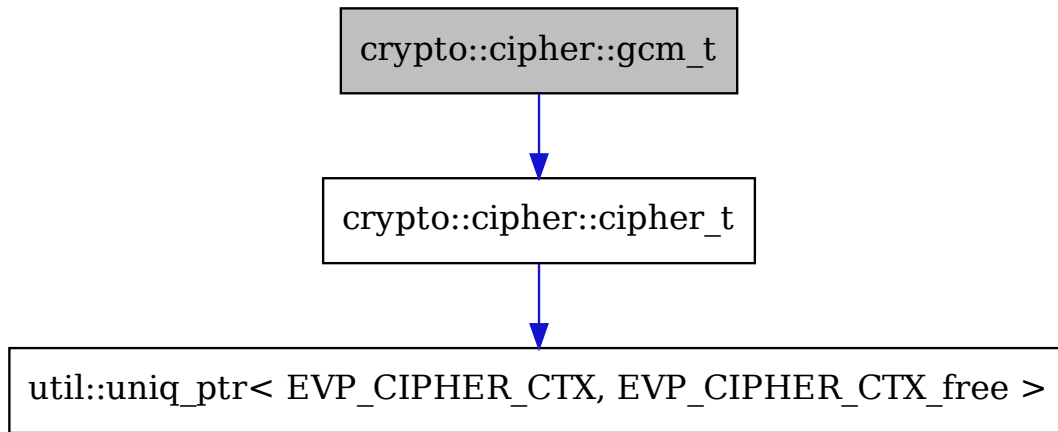 crypto::cipher::gcm_t
crypto::cipher::cipher_t
util::uniq_ptr< EVP_CIPHER_CTX, EVP_CIPHER_CTX_free >